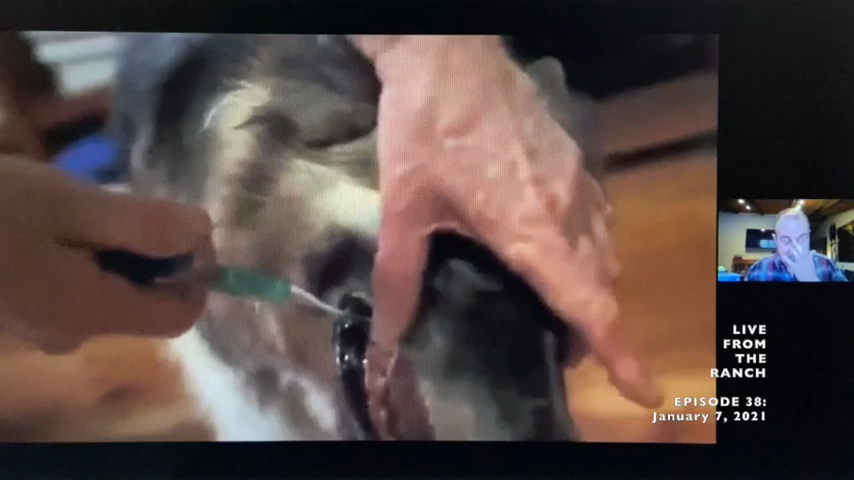 LIVE
FROM
THE
RANCH
EPISODE 38:
January 7, 2021